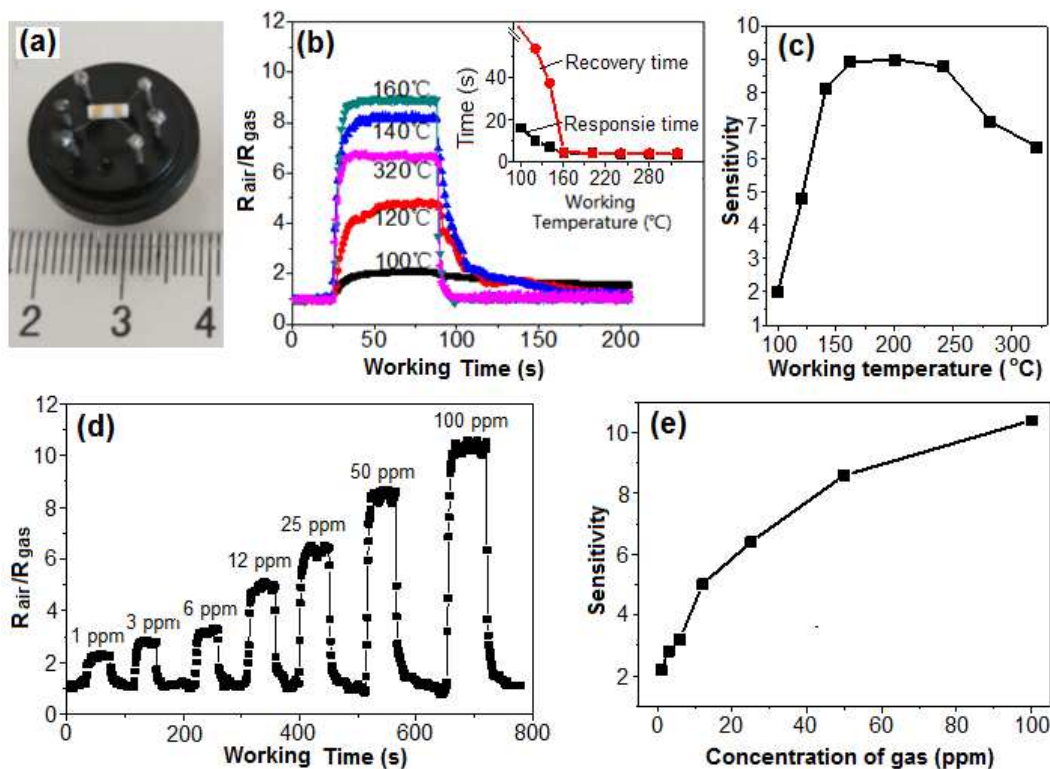 (a)
2 3 4
(b)
R air/Rgas
12
10
8
6
4
2
0
160℃
140℃
320℃
120℃
100℃
0 50 100 150 200
Working Time (s)
Time (s)
40
20
0
Recovery time
Responsie time
100 160 220 280
Working
Temperature (℃)
(c)
Sensitivity
10
9
8
7
6
5
4
3
2
1
100 150 200 250 300
Working temperature ( oC)
(d)
R air/Rgas
12
10
8
6
4
2
0
1 ppm
3 ppm
6 ppm
12 ppm
25 ppm
50 ppm
100 ppm
0 200 400 600 800
Working Time (s)
(e)
Sensitivity
10
8
6
4
2
0 20 40 60 80 100
Concentration of gas (ppm)